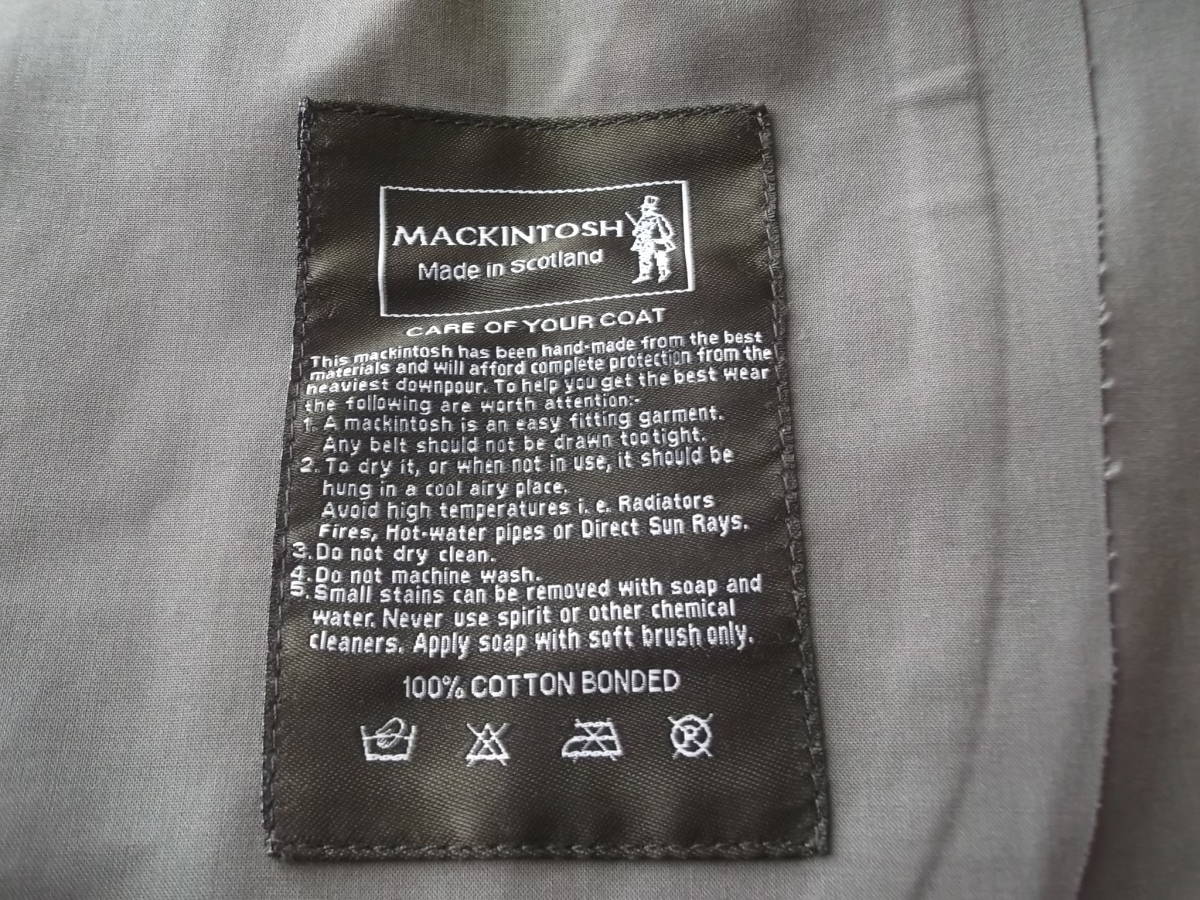 MACKINTOSH
Made in Scotland
CARE OF YOUR COAT
This mackintosh has been hand-made from the best
materials and will afford complete protection from the
heaviest downpour. To help you get the best wear
the following are worth attention:-
1. A mackintosh is an easy fitting garment.
Any belt should not be drawn too tight.
2. To dry it, or when not in use, it should be
hung in a cool airy place.
Avoid high temperatures i. e. Radiators
Fires, Hot-water pipes or Direct Sun Rays.
3. Do not dry clean.
4. Do not machine wash.
5. Small stains can be removed with soap and
water. Never use spirit or other chemical
cleaners. Apply soap with soft brush only.
100% COTTON BONDED
P